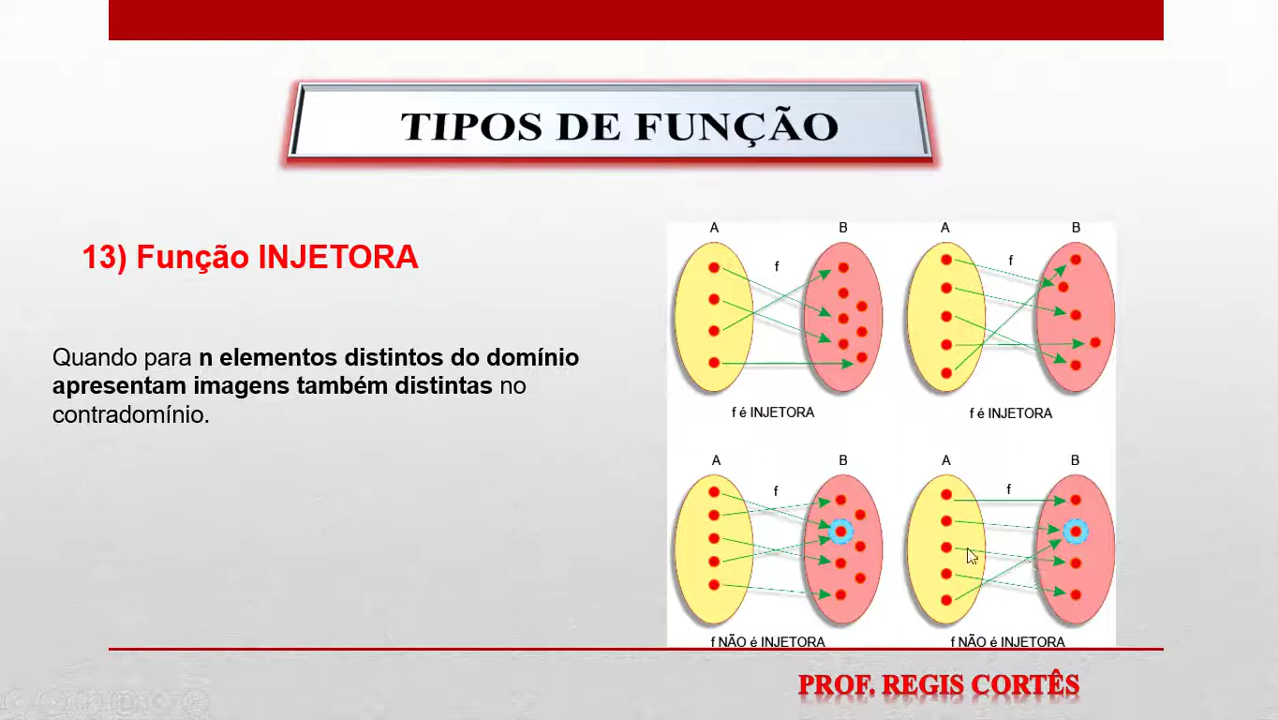 TIPOS DE FUNÇÃO
13) Função INJETORA
Quando para n elementos distintos do domínio
apresentam imagens também distintas no
contradomínio.
A
B
A
B
f
f
f é INJETORA
f é INJETORA
A
B
A
B
f
f
f NÃO é INJETORA
f NÃO é INJETORA
PROF. REGIS CORTÊS